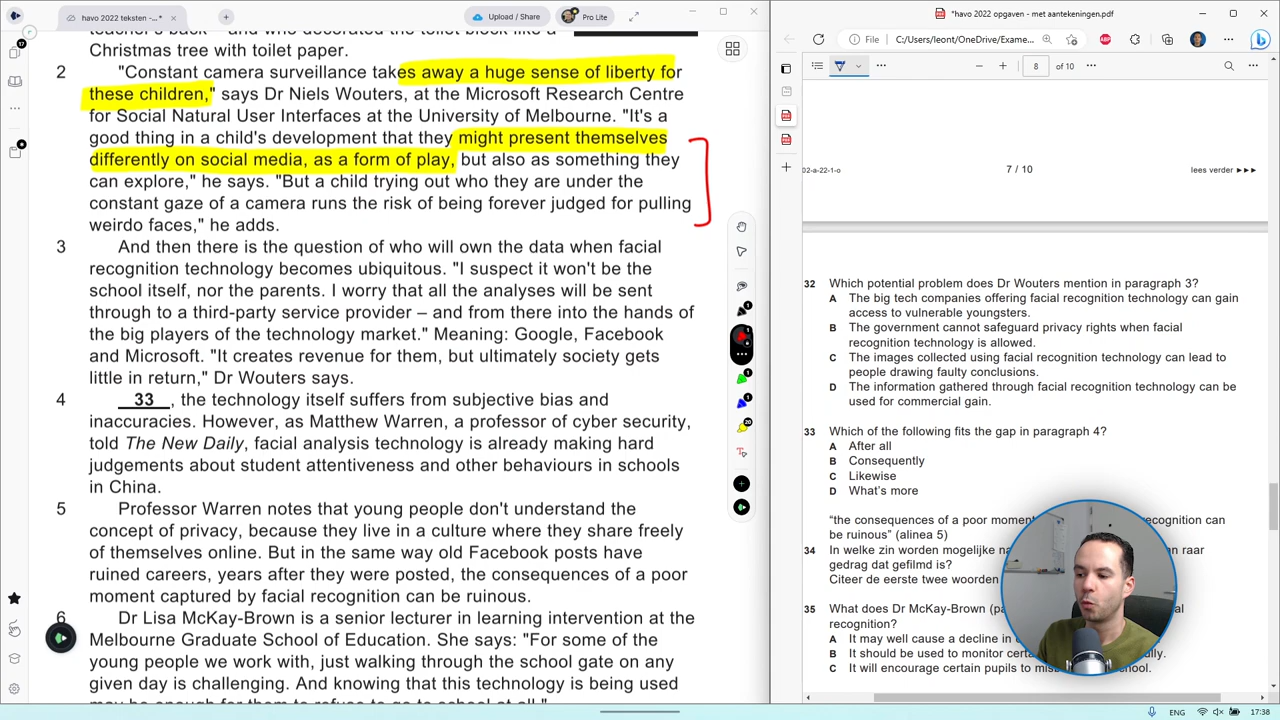 havo 2022 teksten -...*
Upload / Share
Pro Lite
*havo 2022 opgaven - met aantekeningen.pdf
File
C:/Users/leont/OneDrive/Exame...
8
of 10
Christmas tree with toilet paper.
2
"Constant camera surveillance takes away a huge sense of liberty for
these children," says Dr Niels Wouters, at the Microsoft Research Centre
for Social Natural User Interfaces at the University of Melbourne. "It's a
good thing in a child's development that they might present themselves
differently on social media, as a form of play, but also as something they
can explore," he says. "But a child trying out who they are under the
constant gaze of a camera runs the risk of being forever judged for pulling
weirdo faces," he adds.
3
And then there is the question of who will own the data when facial
recognition technology becomes ubiquitous. "I suspect it won't be the
school itself, nor the parents. I worry that all the analyses will be sent
through to a third-party service provider – and from there into the hands of
the big players of the technology market." Meaning: Google, Facebook
and Microsoft. "It creates revenue for them, but ultimately society gets
little in return," Dr Wouters says.
4
33 , the technology itself suffers from subjective bias and
inaccuracies. However, as Matthew Warren, a professor of cyber security,
told The New Daily, facial analysis technology is already making hard
judgements about student attentiveness and other behaviours in schools
in China.
5
Professor Warren notes that young people don't understand the
concept of privacy, because they live in a culture where they share freely
of themselves online. But in the same way old Facebook posts have
ruined careers, years after they were posted, the consequences of a poor
moment captured by facial recognition can be ruinous.
6
Dr Lisa McKay-Brown is a senior lecturer in learning intervention at the
Melbourne Graduate School of Education. She says: "For some of the
young people we work with, just walking through the school gate on any
given day is challenging. And knowing that this technology is being used
may be enough for them to refuse to go to school at all."
02-a-22-1-o
7 / 10
lees verder ►►►
32 Which potential problem does Dr Wouters mention in paragraph 3?
A The big tech companies offering facial recognition technology can gain
access to vulnerable youngsters.
B The government cannot safeguard privacy rights when facial
recognition technology is allowed.
C The images collected using facial recognition technology can lead to
people drawing faulty conclusions.
D The information gathered through facial recognition technology can be
used for commercial gain.
33 Which of the following fits the gap in paragraph 4?
A After all
B Consequently
C Likewise
D What's more
"the consequences of a poor moment recognition can
be ruinous" (alinea 5)
34 In welke zin worden mogelijke raar
gedrag dat gefilmd is?
Citeer de eerste twee woorden
35 What does Dr McKay-Brown
recognition?
A It may well cause a decline in
B It should be used to monitor
C It will encourage certain pupils to
ENG
17:38